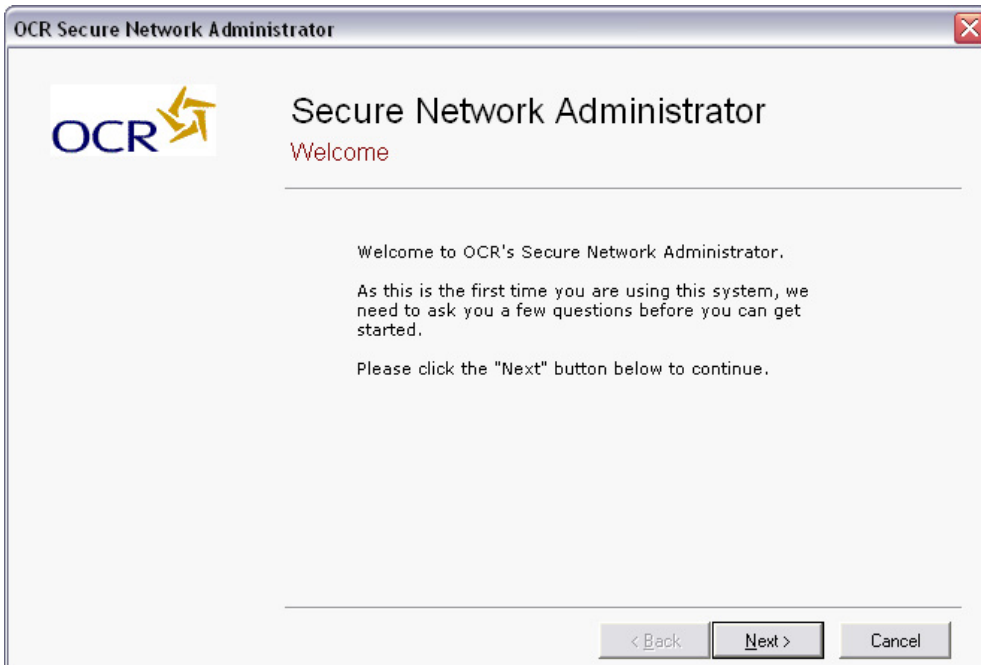 OCR Secure Network Administrator
OCR
Secure Network Administrator
Welcome
Welcome to OCR's Secure Network Administrator.
As this is the first time you are using this system, we
need to ask you a few questions before you can get
started.
Please click the "Next" button below to continue.
< Back
Next >
Cancel